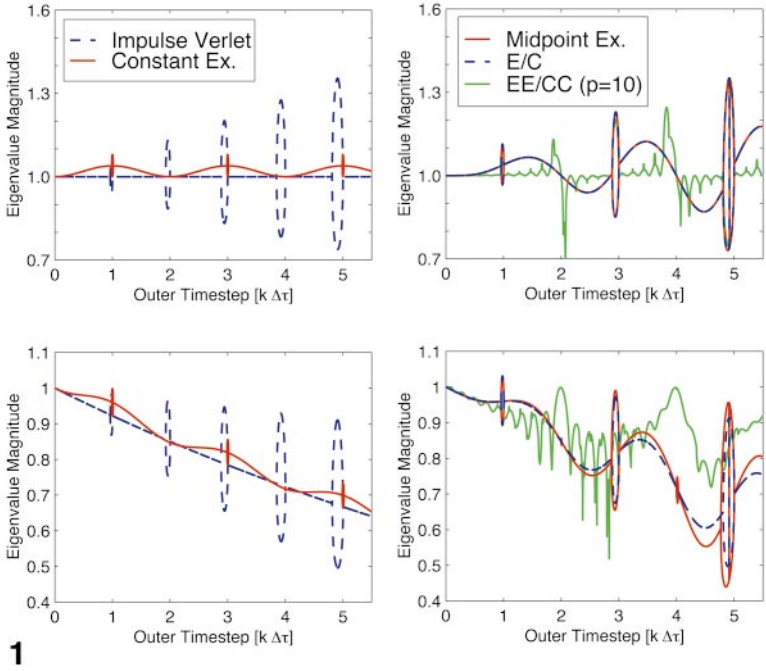 1.6
1.3
1.0
0.7
Eigenvalue Magnitude
Impulse Verlet
Constant Ex.
0 1 2 3 4 5
Outer Timestep [k Δτ]
1.6
1.3
1.0
0.7
Eigenvalue Magnitude
Midpoint Ex.
E/C
EE/CC (p=10)
0 1 2 3 4 5
Outer Timestep [k Δτ]
1.1
1
0.9
0.8
0.7
0.6
0.5
0.4
Eigenvalue Magnitude
0 1 2 3 4 5
Outer Timestep [k Δτ]
1.1
1
0.9
0.8
0.7
0.6
0.5
0.4
Eigenvalue Magnitude
0 1 2 3 4 5
Outer Timestep [k Δτ]
1